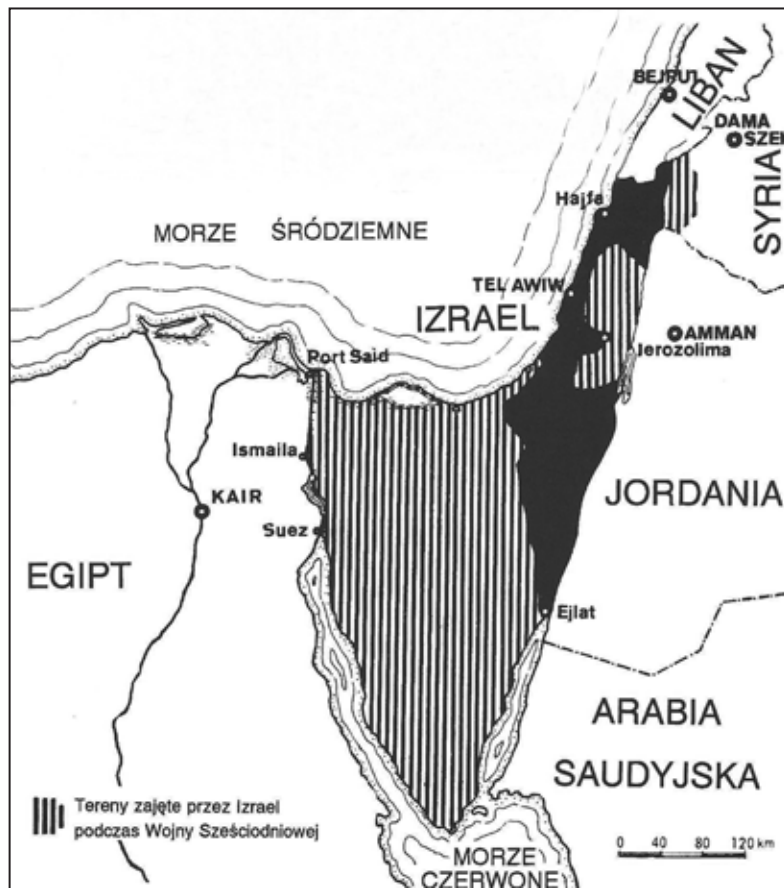 BEJRUT
LIBAN
DAMA
SZEK
SYRIA
Hajfa
MORZE ŚRÓDZIEMNE
TEL AWIW
IZRAEL
AMMAN
Jerozolima
Port Said
Ismaila
KAIR
JORDANIA
Suez
EGIPT
Ejlat
ARABIA
SAUDYJSKA
Tereny zajęte przez Izrael
podczas Wojny Sześciodniowej
0 40 80 120 km
MORZE
CZERWONE